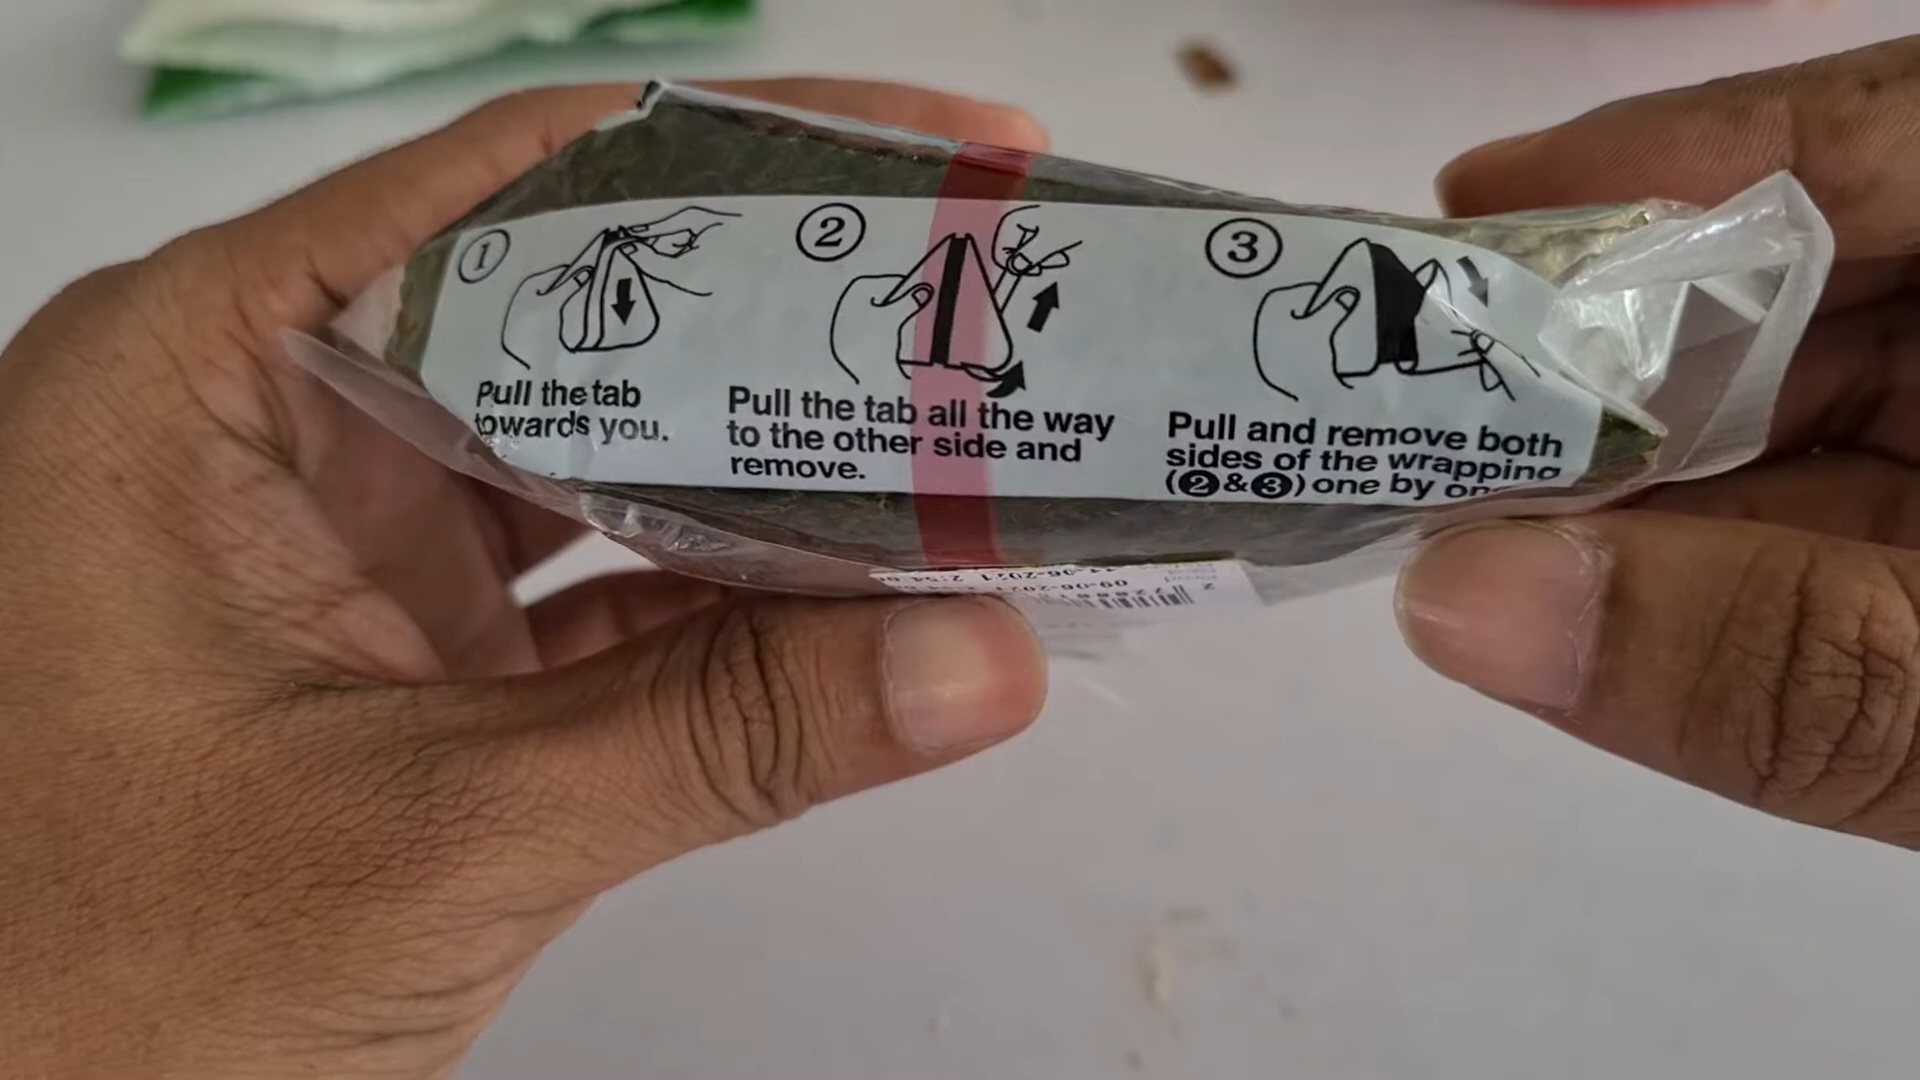 1
Pull the tab
towards you.
2
Pull the tab all the way
to the other side and
remove.
3
Pull and remove both
sides of the wrapping
(2&3) one by